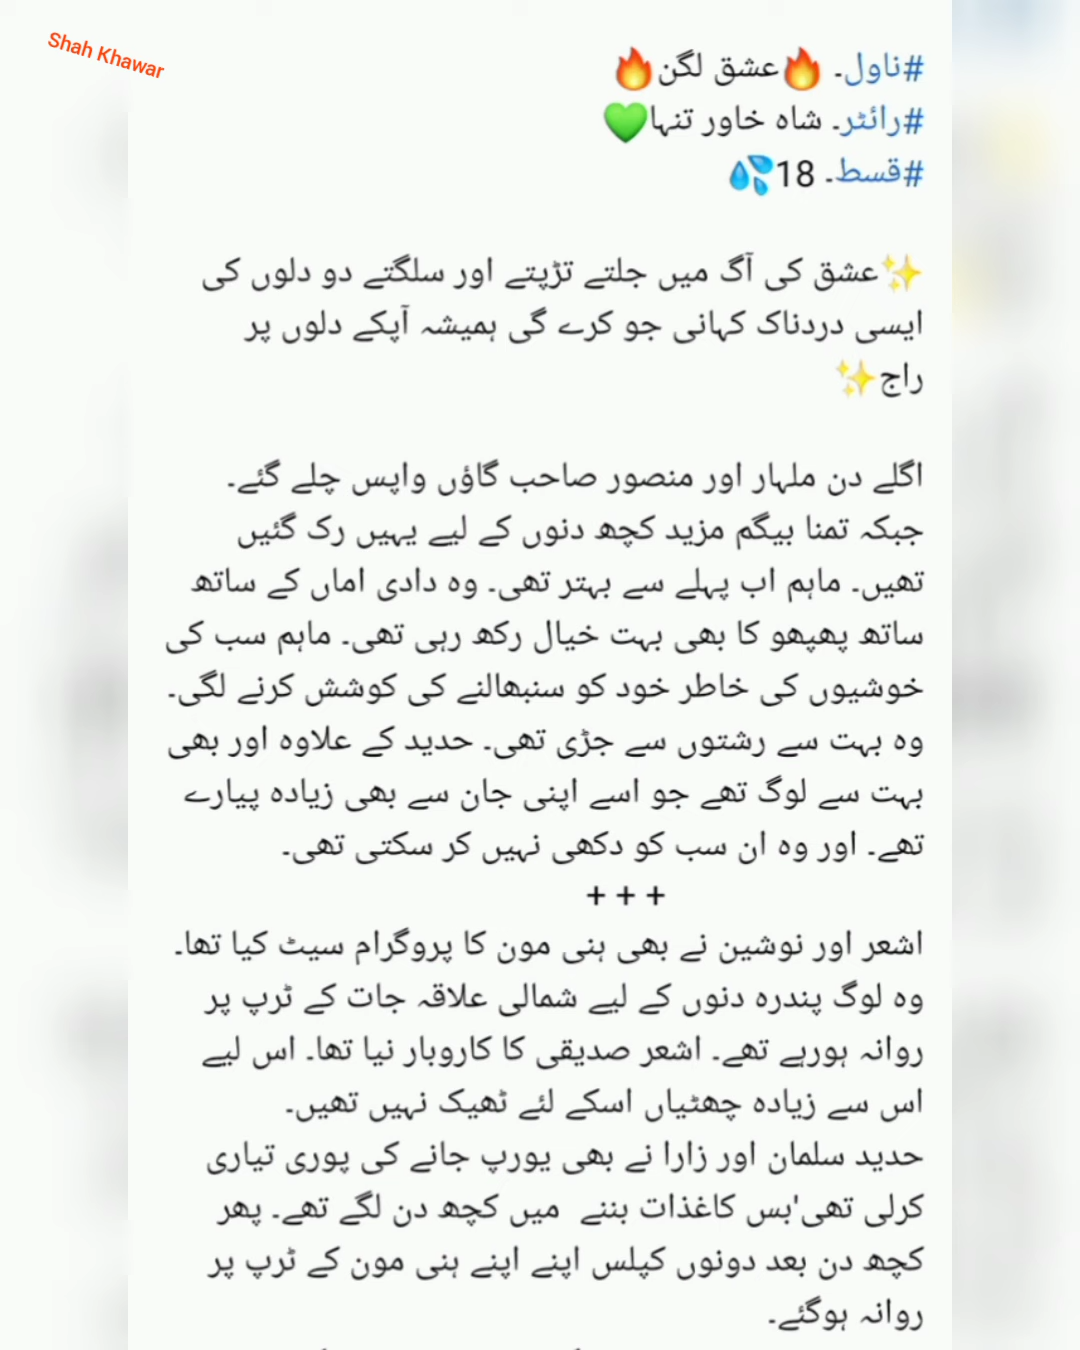 Shah Khawar
#ناول۔ 🔥عشق لگن🔥
#رائٹر۔ شاہ خاور تنہا💚
#قسط۔ 18💦
✨عشق کی آگ میں جلتے تڑپتے اور سلگتے دو دلوں کی
ایسی دردناک کہانی جو کرے گی ہمیشہ آپکے دلوں پر
راج✨
اگلے دن ملہار اور منصور صاحب گاؤں واپس چلے گئے۔
جبکہ تمنا بیگم مزید کچھ دنوں کے لیے یہیں رک گئیں
تھیں۔ ماہم اب پہلے سے بہتر تھی۔ وہ دادی اماں کے ساتھ
ساتھ پھپھو کا بھی بہت خیال رکھ رہی تھی۔ ماہم سب کی
خوشیوں کی خاطر خود کو سنبھالنے کی کوشش کرنے لگی۔
وہ بہت سے رشتوں سے جڑی تھی۔ حدید کے علاوہ اور بھی
بہت سے لوگ تھے جو اسے اپنی جان سے بھی زیادہ پیارے
تھے۔ اور وہ ان سب کو دکھی نہیں کر سکتی تھی۔
+ + +
اشعر اور نوشین نے بھی ہنی مون کا پروگرام سیٹ کیا تھا۔
وہ لوگ پندرہ دنوں کے لیے شمالی علاقہ جات کے ٹرپ پر
روانہ ہورہے تھے۔ اشعر صدیقی کا کاروبار نیا تھا۔ اس لیے
اس سے زیادہ چھٹیاں اسکے لئے ٹھیک نہیں تھیں۔
حدید سلمان اور زارا نے بھی یورپ جانے کی پوری تیاری
کرلی تھی'بس کاغذات بننے  میں کچھ دن لگے تھے۔ پھر
کچھ دن بعد دونوں کپلس اپنے اپنے ہنی مون کے ٹرپ پر
روانہ ہوگئے۔